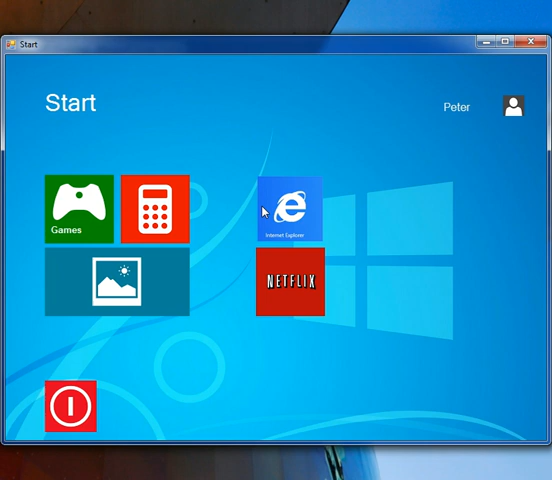 Start
Start
Peter
Games
Internet Explorer
NETFLIX